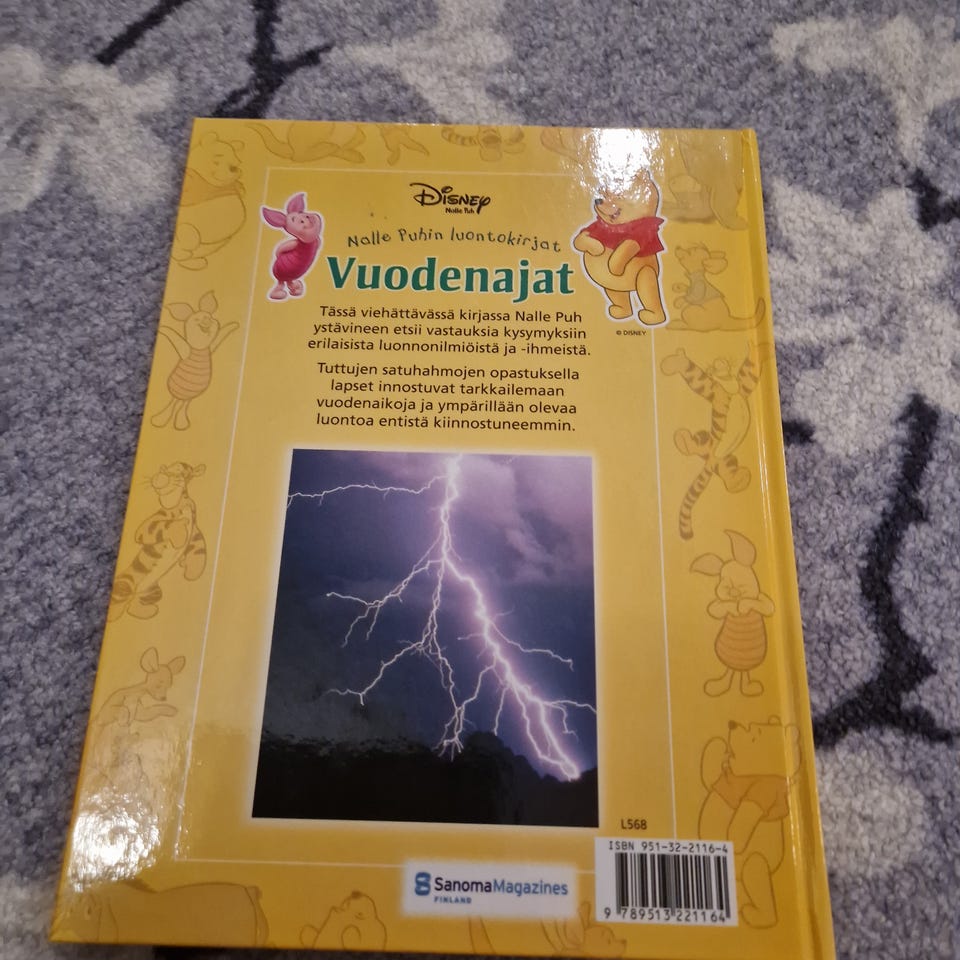 Disney
Nalle Puh
Nalle Puhin luontokirjat
Vuodenajat
Tässä viehättävässä kirjassa Nalle Puh
ystävineen etsii vastauksia kysymyksiin
erilaisista luonnonilmiöistä ja -ihmeistä.
© DISNEY
Tuttujen satuhahmojen opastuksella
lapset innostuvat tarkkailemaan
vuodenaikoja ja ympärillään olevaa
luontoa entistä kiinnostuneemmin.
L568
ISBN 951-32-2116-4
SanomaMagazines
FINLAND
9 789513 221164